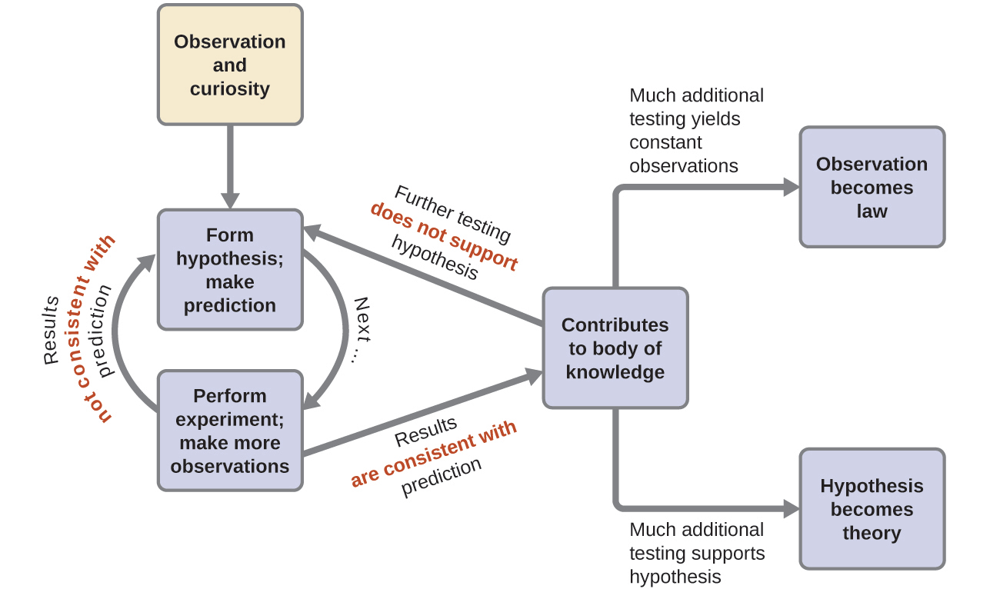 Observation
and
curiosity
Form
hypothesis;
make
prediction
Results
not consistent with
prediction
Next ...
Perform
experiment;
make more
observations
Further testing
does not support
hypothesis
Results
are consistent with
prediction
Contributes
to body of
knowledge
Much additional
testing yields
constant
observations
Observation
becomes
law
Much additional
testing supports
hypothesis
Hypothesis
becomes
theory